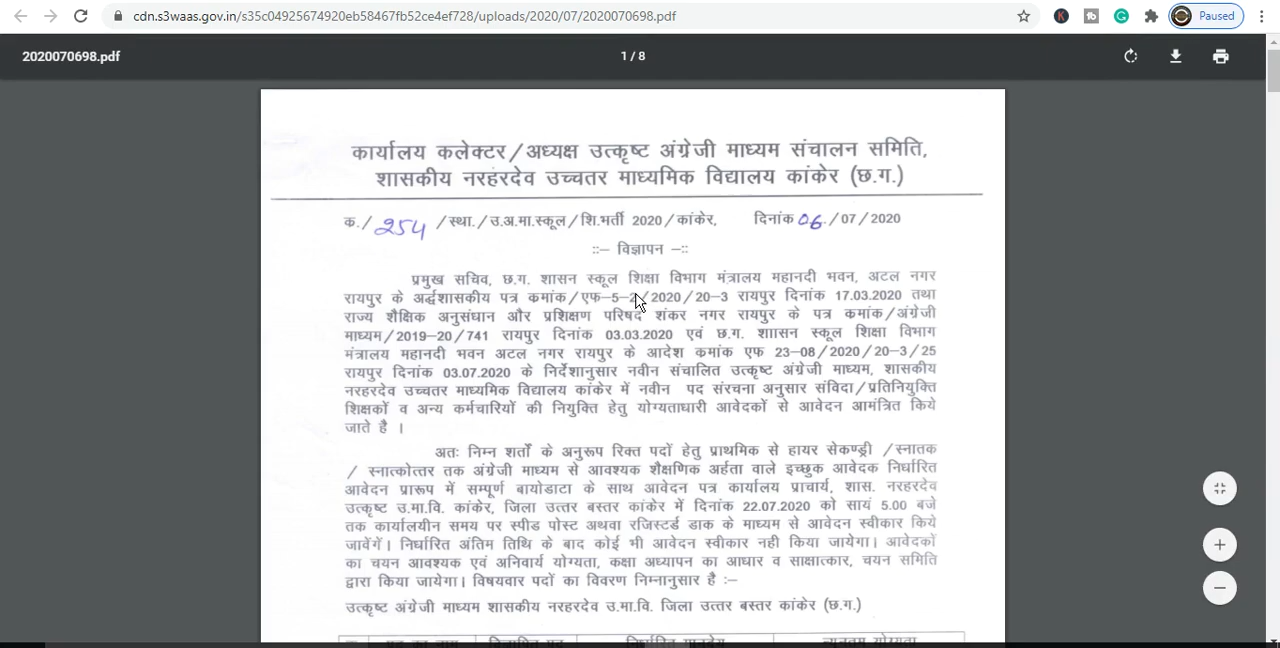 cdn.s3waas.gov.in/s35c04925674920eb58467fb52ce4ef728/uploads/2020/07/2020070698.pdf
Paused
2020070698.pdf
1 / 8
कार्यालय कलेक्टर/अध्यक्ष उत्कृष्ट अंग्रेजी माध्यम संचालन समिति,
शासकीय नरहरदेव उच्चतर माध्यमिक विद्यालय कांकेर (छ.ग.)
क./254/स्था./उ.अ.मा.स्कूल/शि.भर्ती 2020/कांकेर, दिनांक 06./07/2020
::– विज्ञापन –::
प्रमुख सचिव, छ.ग. शासन स्कूल शिक्षा विभाग मंत्रालय महानदी भवन, अटल नगर
रायपुर के अर्द्धशासकीय पत्र कमांक/एफ–5–2/2020/20–3 रायपुर दिनांक 17.03.2020 तथा
राज्य शैक्षिक अनुसंधान और प्रशिक्षण परिषद शंकर नगर रायपुर के पत्र कमांक/अंग्रेजी
माध्यम/2019–20/741 रायपुर दिनांक 03.03.2020 एवं छ.ग. शाासन स्कूल शिक्षा विभाग
मंत्रालय महानदी भवन अटल नगर रायपुर के आदेश कमांक एफ 23–08/2020/20–3/25
रायपुर दिनांक 03.07.2020 के निर्देशानुसार नवीन संचालित उत्कृष्ट अंग्रेजी माध्यम, शासकीय
नरहरदेव उच्चतर माध्यमिक विद्यालय कांकेर में नवीन पद संरचना अनुसार संविदा/प्रतिनियुक्ति
शिक्षकों व अन्य कर्मचारियों की नियुक्ति हेतु योग्यताधारी आवेदकों से आवेदन आमंत्रित किये
जाते है ।
अतः निम्न शर्तों के अनुरूप रिक्त पदों हेतु प्राथमिक से हायर सेकण्ड्री /स्नातक
/ स्नात्कोत्तर तक अंग्रेजी माध्यम से आवश्यक शैक्षणिक अर्हता वाले इच्छुक आवेदक निर्धारित
आवेदन प्रारूप में सम्पूर्ण बायोडाटा के साथ आवेदन पत्र कार्यालय प्राचार्य, शास. नरहरदेव
उत्कृष्ट उ.मा.वि. कांकेर, जिला उत्तर बस्तर कांकेर में दिनांक 22.07.2020 को सायं 5.00 बजे
तक कार्यालयीन समय पर स्पीड पोस्ट अथवा रजिस्टर्ड डाक के माध्यम से आवेदन स्वीकार किये
जावेंगें। निर्धारित अंतिम तिथि के बाद कोई भी आवेदन स्वीकार नही किया जायेगा। आवेदकों
का चयन आवश्यक एवं अनिवार्य योग्यता, कक्षा अध्यापन का आधार व साक्षात्कार, चयन समिति
द्वारा किया जायेगा। विषयवार पदों का विवरण निम्नानुसार है :–
उत्कृष्ट अंग्रेजी माध्यम शासकीय नरहरदेव उ.मा.वि. जिला उत्तर बस्तर कांकेर (छ.ग.)